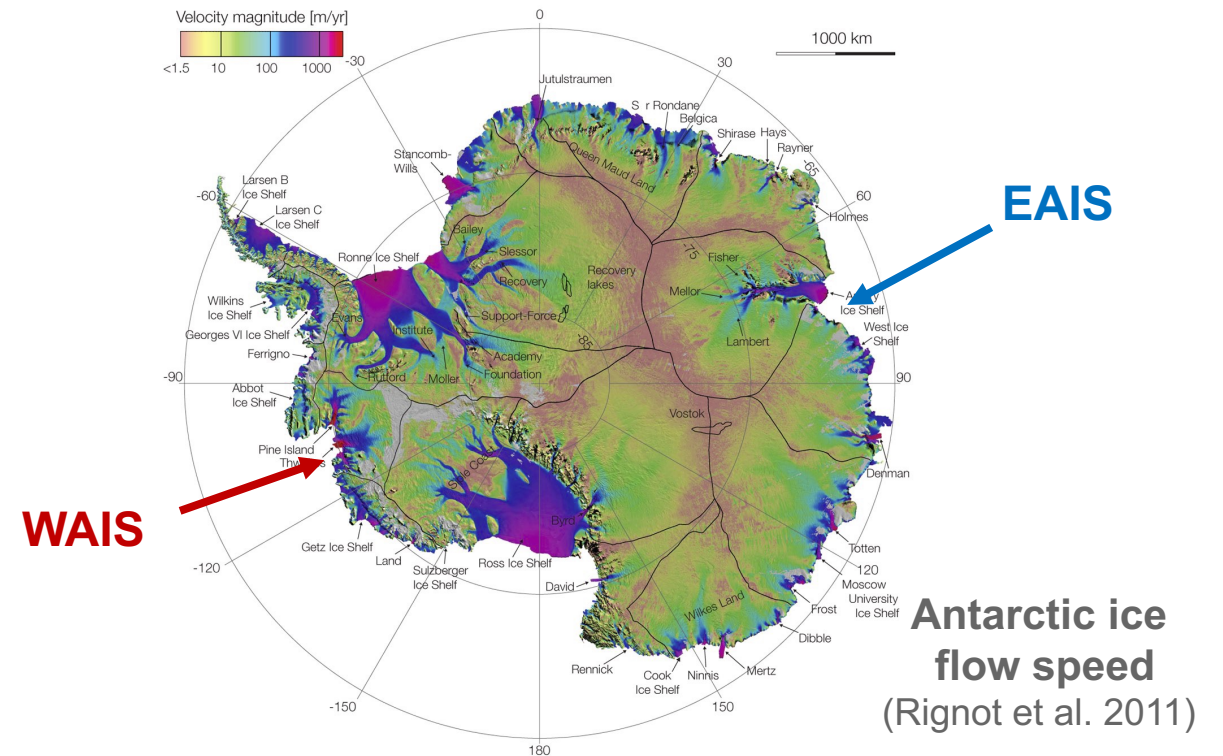 Velocity magnitude [m/yr]
<1.5 10 100 1000
0
1000 km
-30
30
Jutulstraumen
S r Rondane
Belgica
Shirase
Hays
Rayner
Stancomb-
Wills
Queen Maud Land
-65
Larsen B
Ice Shelf
-60
Larsen C
Ice Shelf
60
EAIS
Holmes
Bailey
Slessor
Ronne Ice Shelf
Recovery
Recovery
lakes
-75
Fisher
Mellor
Ice Shelf
Wilkins
Ice Shelf
Evans
Support-Force
Georges VI Ice Shelf
Institute
-85
Lambert
West Ice
Shelf
Ferrigno
Academy
Rutford
Moller
Foundation
-90
90
Abbot
Ice Shelf
Vostok
Pine Island
Denman
WAIS
Byrd
Getz Ice Shelf
Land
Sulzberger
Ice Shelf
Ross Ice Shelf
Totten
-120
120
David
Moscow
University
Ice Shelf
Wilkes Land
Frost
Dibble
Antarctic ice
flow speed
(Rignot et al. 2011)
Rennick
Cook
Ice Shelf
Ninnis
Mertz
-150
150
180